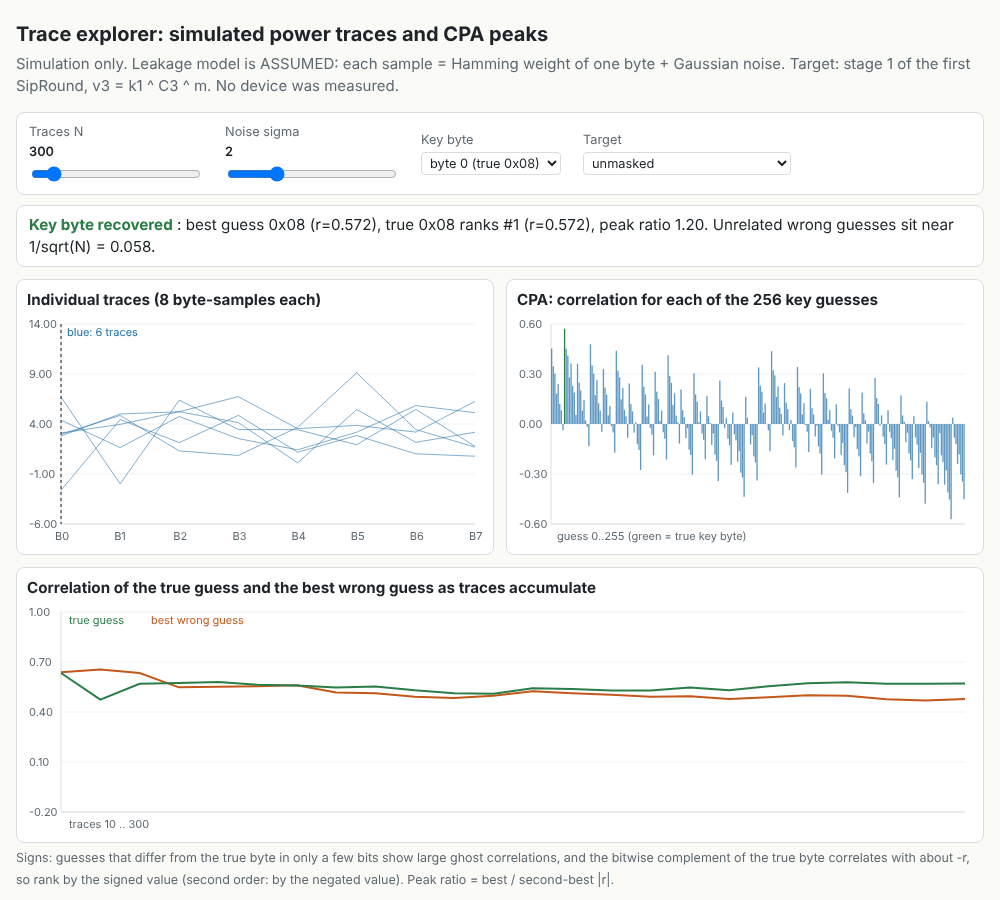 Trace explorer: simulated power traces and CPA peaks
Simulation only. Leakage model is ASSUMED: each sample = Hamming weight of one byte + Gaussian noise. Target: stage 1 of the first
SipRound, v3 = k1 ^ C3 ^ m. No device was measured.
Traces N
300
Noise sigma
2
Key byte
byte 0 (true 0x08)
Target
unmasked
Key byte recovered : best guess 0x08 (r=0.572), true 0x08 ranks #1 (r=0.572), peak ratio 1.20. Unrelated wrong guesses sit near
1/sqrt(N) = 0.058.
Individual traces (8 byte-samples each)
14.00
blue: 6 traces
9.00
4.00
-1.00
-6.00
B0 B1 B2 B3 B4 B5 B6 B7
CPA: correlation for each of the 256 key guesses
0.60
0.30
0.00
-0.30
-0.60
guess 0..255 (green = true key byte)
Correlation of the true guess and the best wrong guess as traces accumulate
1.00
true guess best wrong guess
0.70
0.40
0.10
-0.20
traces 10 .. 300
Signs: guesses that differ from the true byte in only a few bits show large ghost correlations, and the bitwise complement of the true byte correlates with about -r,
so rank by the signed value (second order: by the negated value). Peak ratio = best / second-best |r|.